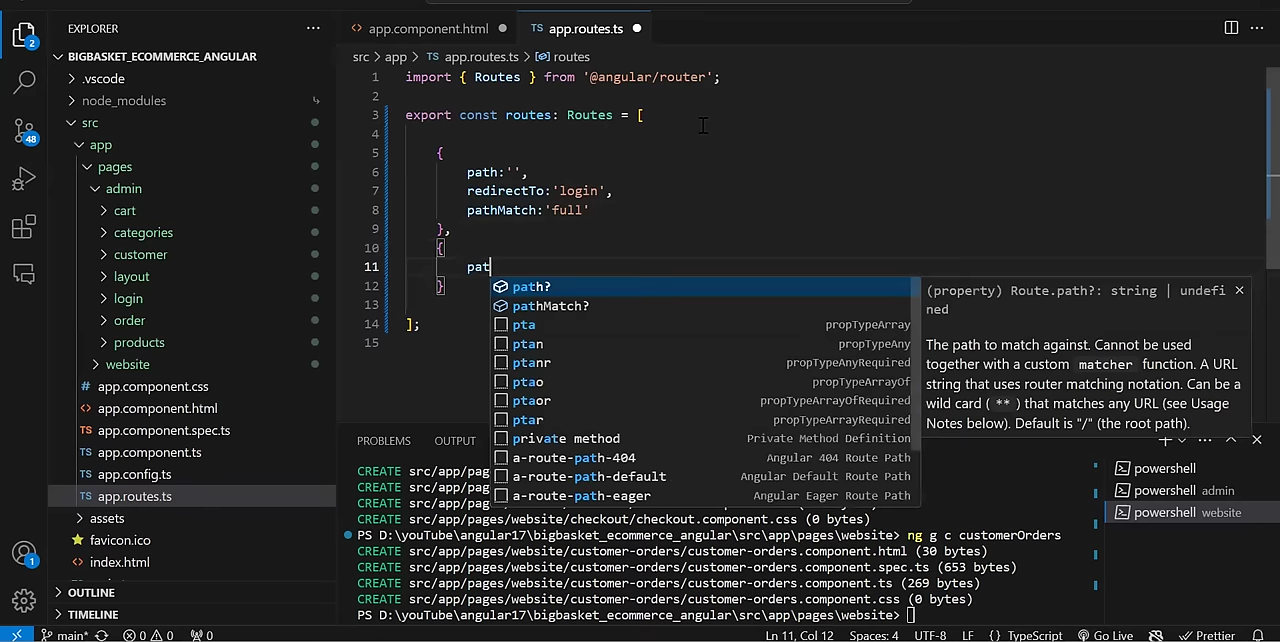 EXPLORER
BIGBASKET_ECOMMERCE_ANGULAR
.vscode
node_modules
src
app
pages
admin
cart
categories
customer
layout
login
order
products
website
# app.component.css
<> app.component.html
TS app.component.spec.ts
TS app.component.ts
TS app.config.ts
TS app.routes.ts
assets
favicon.ico
<> index.html
OUTLINE
TIMELINE
2
48
1
<> app.component.html
TS app.routes.ts
src > app > TS app.routes.ts > routes
1 import { Routes } from '@angular/router';
2
3 export const routes: Routes = [
4
5 {
6 path:'',
7 redirectTo:'login',
8 pathMatch:'full'
9 },
10 {
11 pat
12 }
13
14 ];
15
path?
pathMatch?
pta propTypeArray
ptan propTypeAny
ptanr propTypeAnyRequired
ptao propTypeArrayOf
ptaor propTypeArrayOfRequired
ptar propTypeArrayRequired
private method Private Method Definition
a-route-path-404 Angular 404 Route Path
a-route-path-default Angular Default Route Path
a-route-path-eager Angular Eager Route Path
(property) Route.path?: string | undefi
ned
The path to match against. Cannot be used
together with a custom matcher function. A URL
string that uses router matching notation. Can be a
wild card ( ** ) that matches any URL (see Usage
Notes below). Default is "/" (the root path).
PROBLEMS OUTPUT
CREATE src/app/pag
CREATE src/app/pag
CREATE src/app/pag
CREATE src/app/pages/website/checkout/checkout.component.css (0 bytes)
PS D:\youTube\angular17\bigbasket_ecommerce_angular\src\app\pages\website> ng g c customerOrders
CREATE src/app/pages/website/customer-orders/customer-orders.component.html (30 bytes)
CREATE src/app/pages/website/customer-orders/customer-orders.component.spec.ts (653 bytes)
CREATE src/app/pages/website/customer-orders/customer-orders.component.ts (269 bytes)
CREATE src/app/pages/website/customer-orders/customer-orders.component.css (0 bytes)
PS D:\youTube\angular17\bigbasket_ecommerce_angular\src\app\pages\website>
powershell
powershell admin
powershell website
main* 0 0 0 Ln 11, Col 12 Spaces: 4 UTF-8 LF {} TypeScript Go Live Prettier